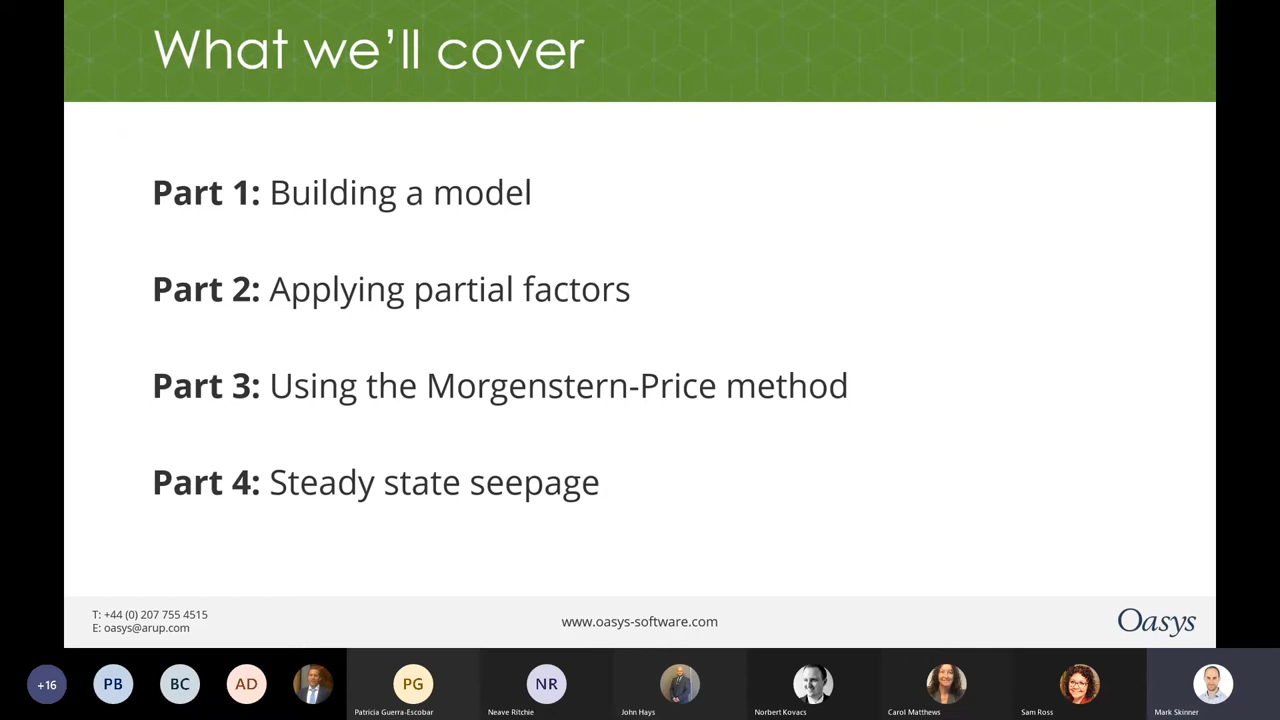 What we’ll cover
Part 1: Building a model
Part 2: Applying partial factors
Part 3: Using the Morgenstern-Price method
Part 4: Steady state seepage
T: +44 (0) 207 755 4515
E: oasys@arup.com
www.oasys-software.com
Oasys
+16
PB
BC
AD
PG
NR
Patricia Guerra-Escobar
Neave Ritchie
John Hays
Norbert Kovacs
Carol Matthews
Sam Ross
Mark Skinner